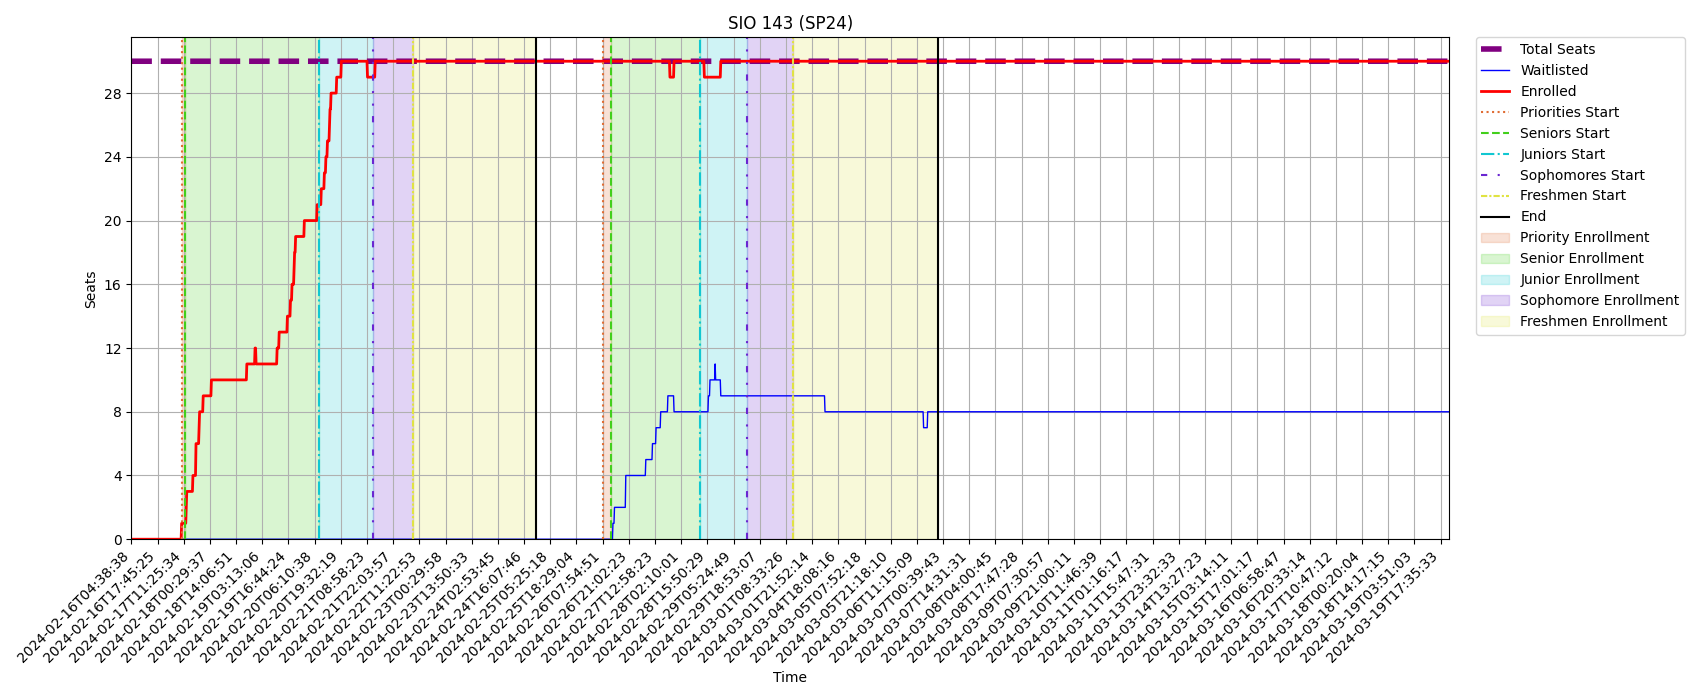 SIO 143 (SP24)
Total Seats
Waitlisted
Enrolled
Priorities Start
Seniors Start
Juniors Start
Sophomores Start
Freshmen Start
End
Priority Enrollment
Senior Enrollment
Junior Enrollment
Sophomore Enrollment
Freshmen Enrollment
Seats
28
24
20
16
12
8
4
0
2024-02-16T04:38:38
2024-02-16T17:45:25
2024-02-17T11:25:34
2024-02-18T00:29:37
2024-02-18T14:06:51
2024-02-19T03:13:06
2024-02-19T16:44:24
2024-02-20T06:10:38
2024-02-20T19:32:19
2024-02-21T08:58:23
2024-02-21T22:03:57
2024-02-22T11:22:53
2024-02-23T00:29:58
2024-02-23T13:50:33
2024-02-24T02:53:45
2024-02-24T16:07:46
2024-02-25T05:25:18
2024-02-25T18:29:04
2024-02-26T07:54:51
2024-02-26T21:02:23
2024-02-27T12:58:23
2024-02-28T02:10:01
2024-02-28T15:50:29
2024-02-29T05:24:49
2024-02-29T18:53:07
2024-03-01T08:33:26
2024-03-01T21:52:14
2024-03-04T18:08:16
2024-03-05T07:52:18
2024-03-05T21:18:10
2024-03-06T11:15:09
2024-03-07T00:39:43
2024-03-07T14:31:31
2024-03-08T04:00:45
2024-03-08T17:47:28
2024-03-09T07:30:57
2024-03-09T21:00:11
2024-03-10T11:46:39
2024-03-11T01:16:17
2024-03-11T15:47:31
2024-03-13T23:32:33
2024-03-14T13:27:23
2024-03-15T03:14:11
2024-03-15T17:01:17
2024-03-16T06:58:47
2024-03-16T20:33:14
2024-03-17T10:47:12
2024-03-18T00:20:04
2024-03-18T14:17:15
2024-03-19T03:51:03
2024-03-19T17:35:33
Time